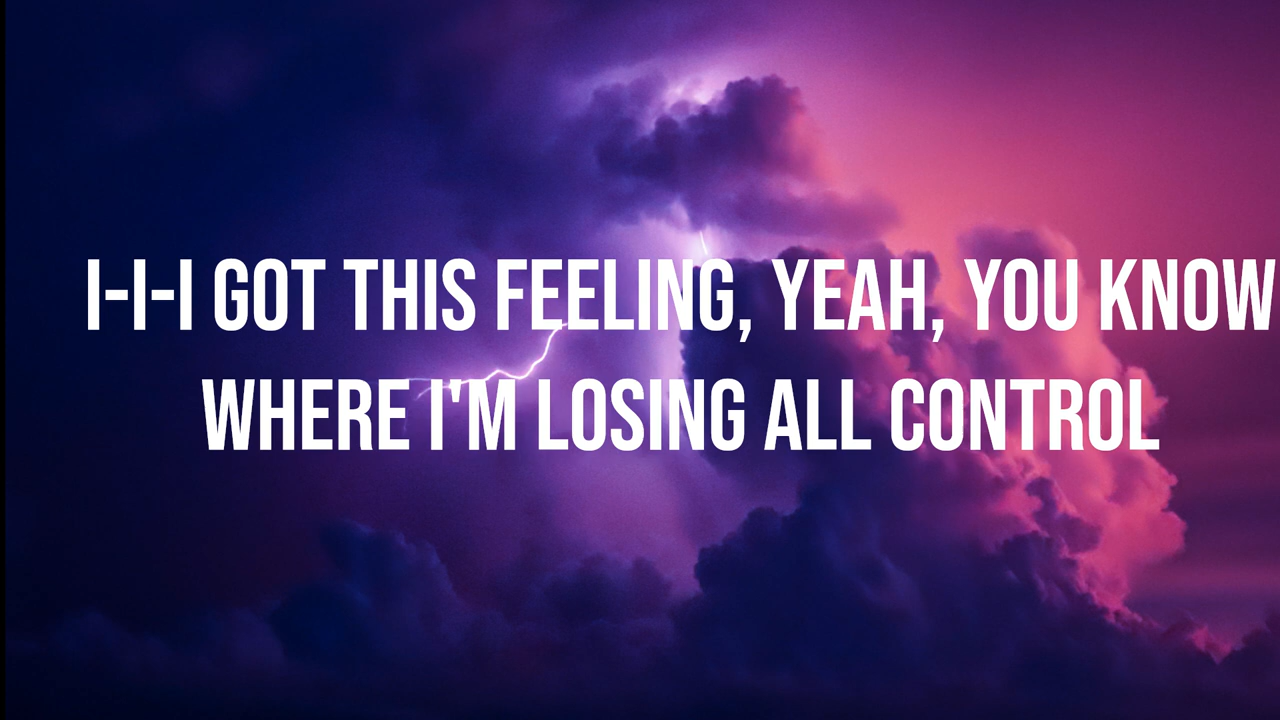 I-I-I GOT THIS FEELING, YEAH, YOU KNOW
WHERE I'M LOSING ALL CONTROL